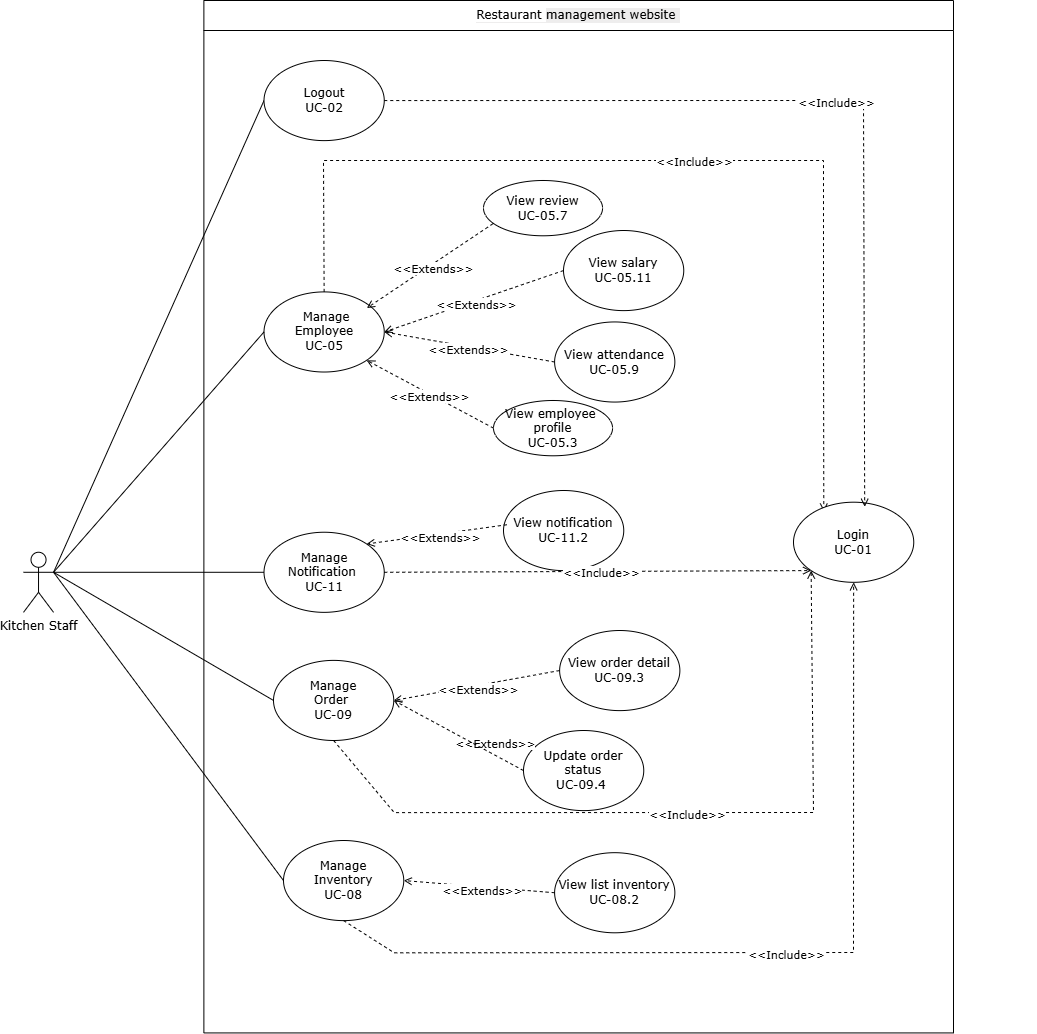 Restaurant management website
Logout
UC-02
<<Include>>
<<Include>>
View review
UC-05.7
View salary
UC-05.11
<<Extends>>
<<Extends>>
Manage
Employee
UC-05
<<Extends>>
View attendance
UC-05.9
<<Extends>>
View employee
profile
UC-05.3
View notification
UC-11.2
<<Extends>>
Login
UC-01
Manage
Notification
UC-11
<<Include>>
Kitchen Staff
Manage
Order
UC-09
View order detail
UC-09.3
<<Extends>>
<<Extends>>
Update order
status
UC-09.4
<<Include>>
Manage
Inventory
UC-08
<<Extends>>
View list inventory
UC-08.2
<<Include>>